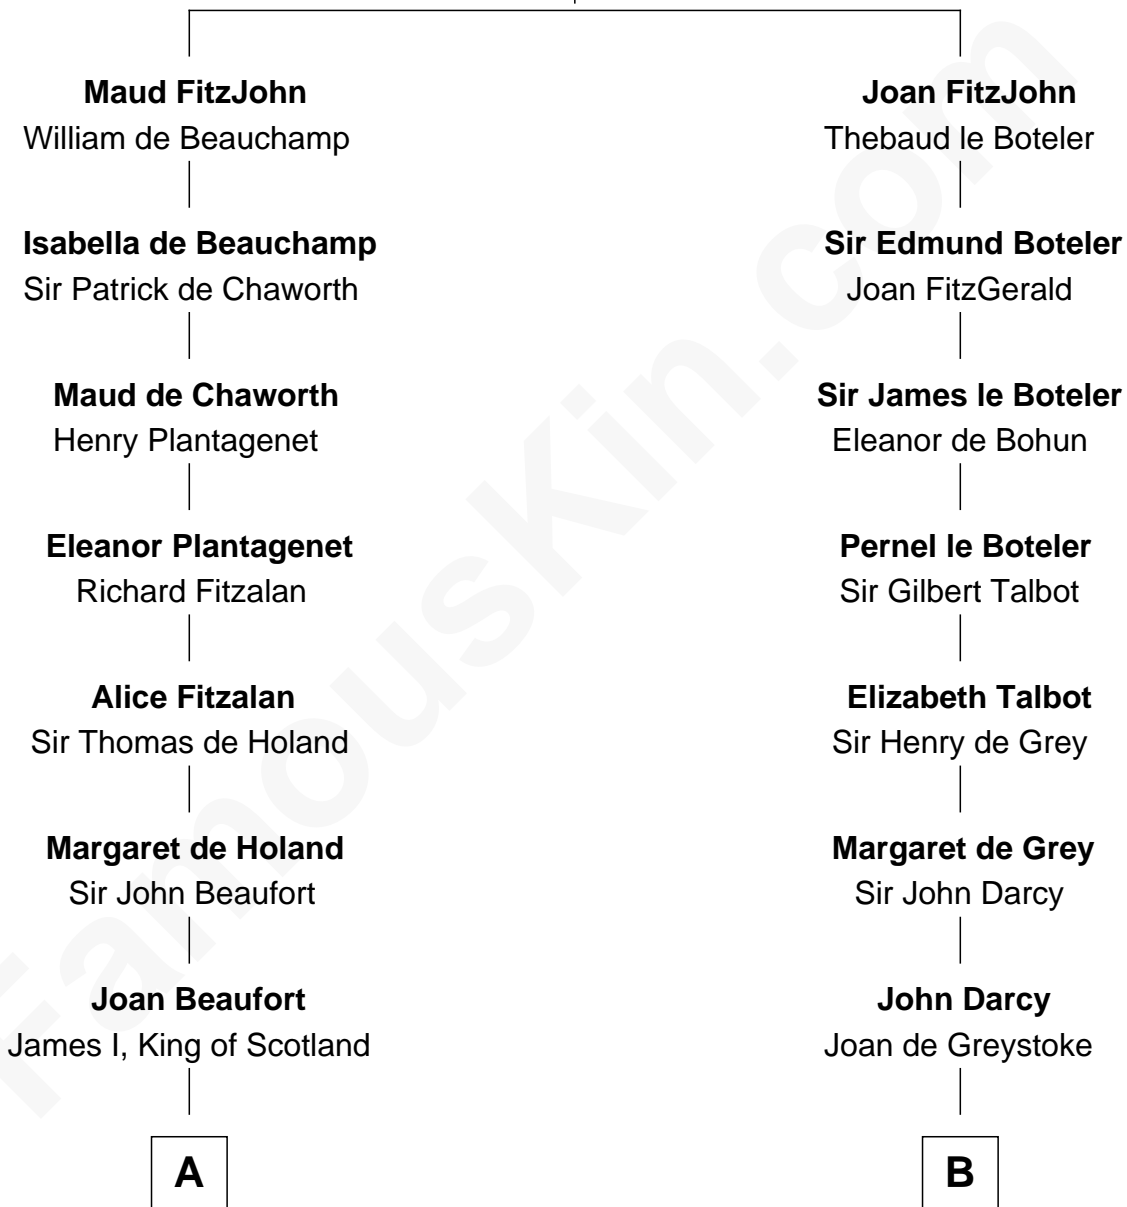 Maud FitzJohn
William de Beauchamp
Isabella de Beauchamp
Sir Patrick de Chaworth
Maud de Chaworth
Henry Plantagenet
Eleanor Plantagenet
Richard Fitzalan
Alice Fitzalan
Sir Thomas de Holand
Margaret de Holand
Sir John Beaufort
Joan Beaufort
James I, King of Scotland
A
Joan FitzJohn
Thebaud le Boteler
Sir Edmund Boteler
Joan FitzGerald
Sir James le Boteler
Eleanor de Bohun
Pernel le Boteler
Sir Gilbert Talbot
Elizabeth Talbot
Sir Henry de Grey
Margaret de Grey
Sir John Darcy
John Darcy
Joan de Greystoke
B
FamousKin.com